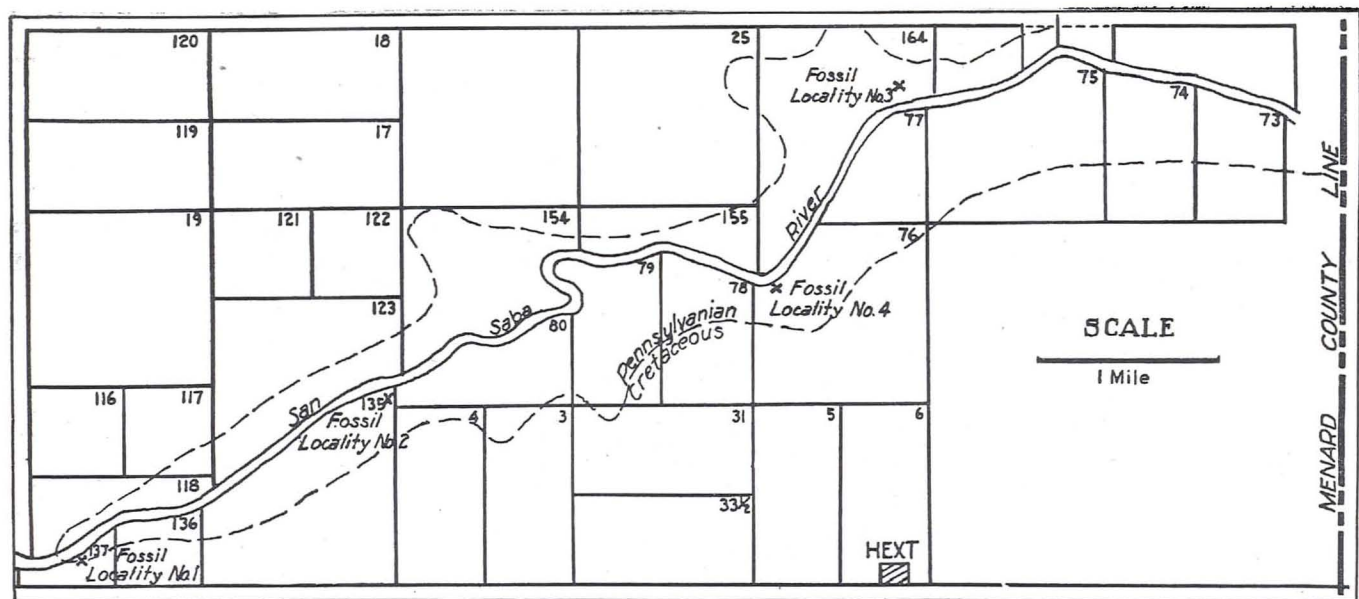 120
18
25
164
Fossil
Locality No.3
77
75
74
73
119
17
19
121
122
154
155
River
76
79
78
Fossil
Locality No.4
123
Saba
80
Pennsylvanian
Cretaceous
SCALE
1 Mile
MENARD COUNTY LINE
116
117
San
135
Fossil
Locality No.2
4
3
31
5
6
118
136
33½
137
Fossil
Locality No.1
HEXT